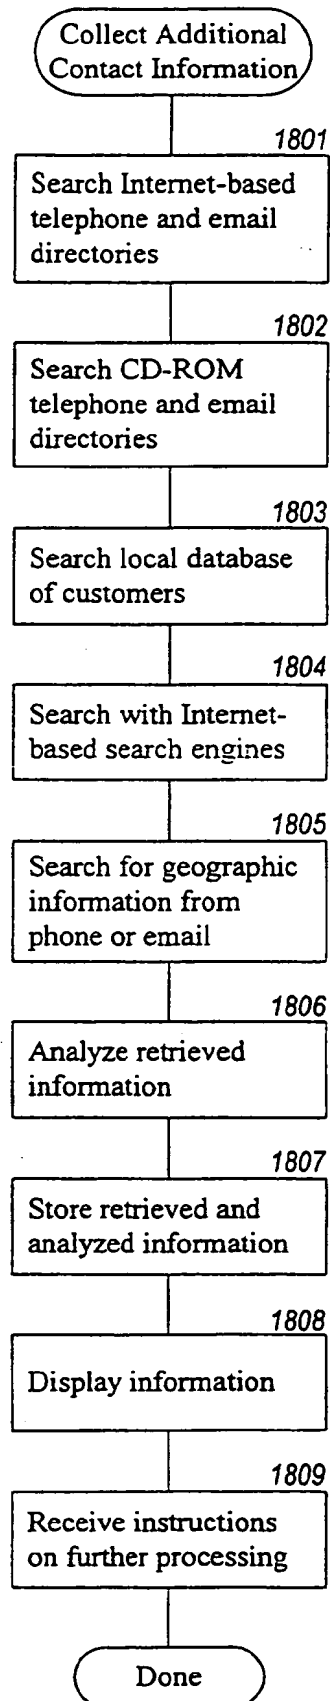 Collect Additional
Contact Information
1801
Search Internet-based
telephone and email
directories
1802
Search CD-ROM
telephone and email
directories
1803
Search local database
of customers
1804
Search with Internet-
based search engines
1805
Search for geographic
information from
phone or email
1806
Analyze retrieved
information
1807
Store retrieved and
analyzed information
1808
Display information
1809
Receive instructions
on further processing
Done